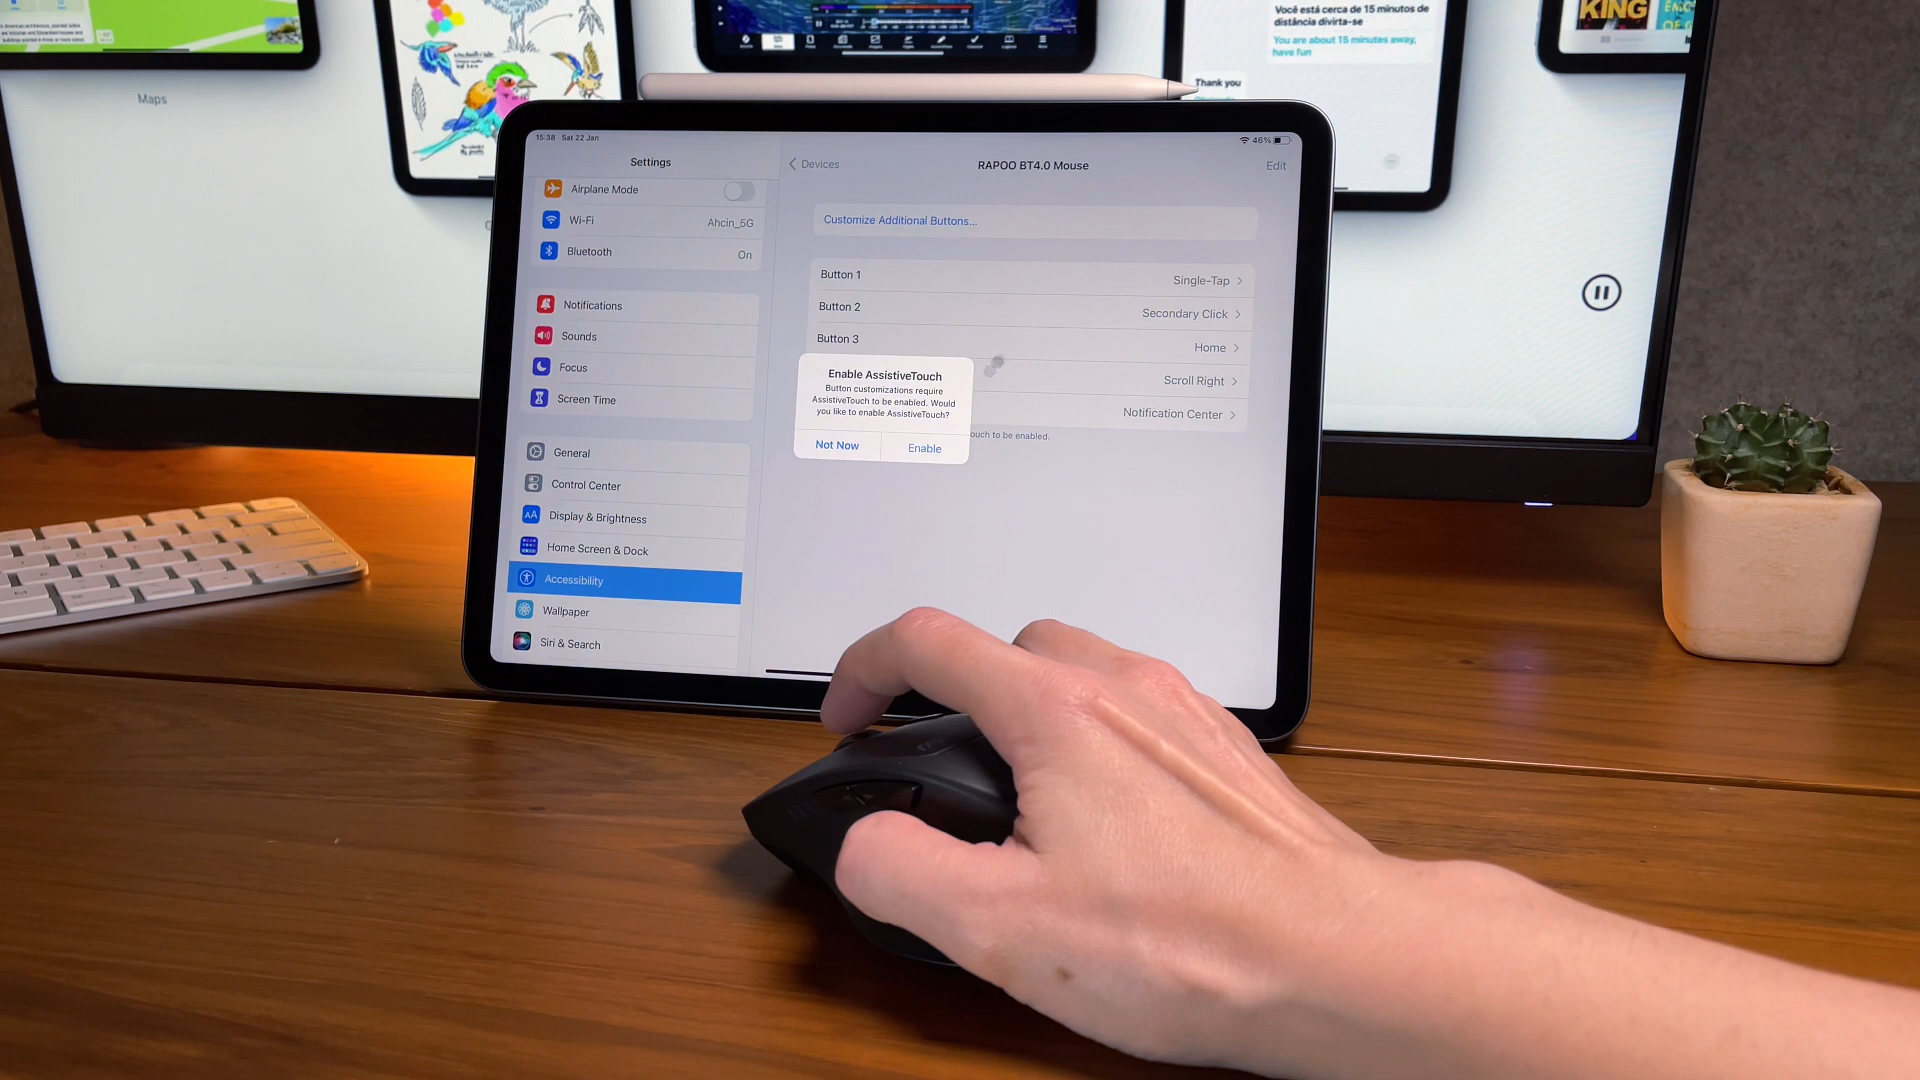 Maps
Você está cerca de 15 minutos de
distância divirta-se
You are about 15 minutes away,
have fun
Thank you
KING
15:38 Sat 22 Jan
46%
Settings
Airplane Mode
Wi-Fi
Ahcin_5G
Bluetooth
On
Notifications
Sounds
Focus
Screen Time
General
Control Center
Display & Brightness
Home Screen & Dock
Accessibility
Wallpaper
Siri & Search
Devices
RAPOO BT4.0 Mouse
Edit
Customize Additional Buttons...
Button 1
Single-Tap
Button 2
Secondary Click
Button 3
Home
Scroll Right
Notification Center
ouch to be enabled.
Enable AssistiveTouch
Button customizations require
AssistiveTouch to be enabled. Would
you like to enable AssistiveTouch?
Not Now
Enable